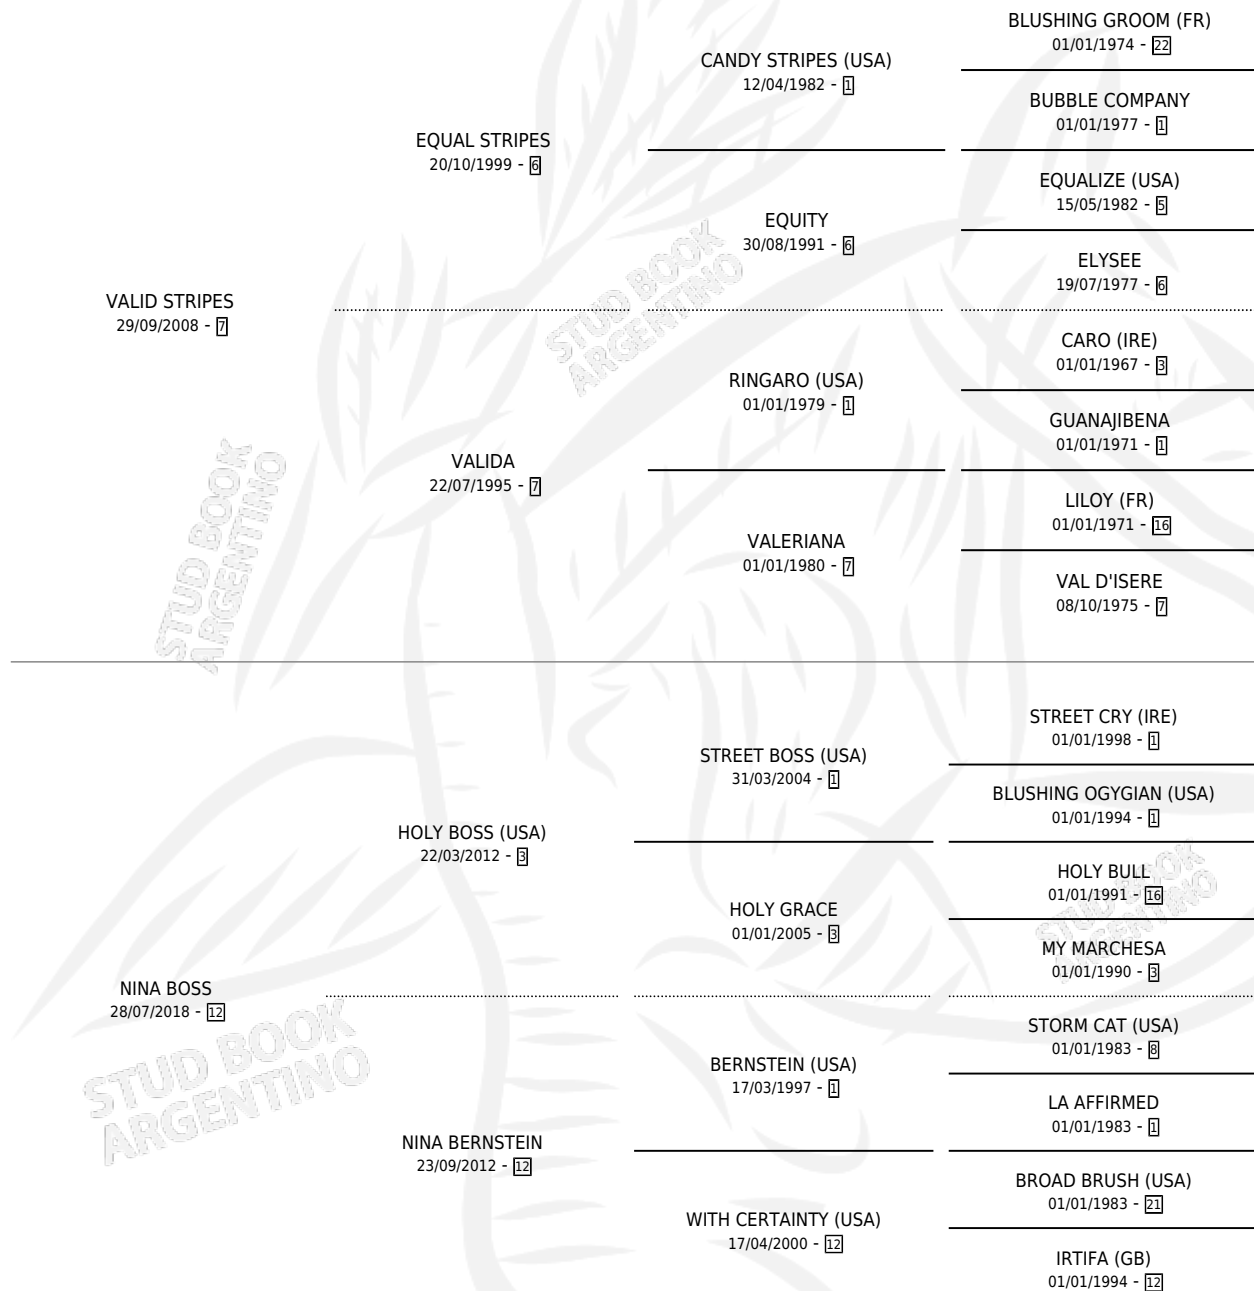 BLUSHING GROOM (FR)
01/01/1974 - 22
CANDY STRIPES (USA)
12/04/1982 - 1
BUBBLE COMPANY
01/01/1977 - 1
EQUAL STRIPES
20/10/1999 - 6
EQUALIZE (USA)
15/05/1982 - 5
EQUITY
30/08/1991 - 6
ELYSEE
19/07/1977 - 6
VALID STRIPES
29/09/2008 - 7
CARO (IRE)
01/01/1967 - 3
RINGARO (USA)
01/01/1979 - 1
GUANAJIBENA
01/01/1971 - 1
VALIDA
22/07/1995 - 7
LILOY (FR)
01/01/1971 - 16
VALERIANA
01/01/1980 - 7
VAL D'ISERE
08/10/1975 - 7
STUD BOOK
ARGENTINO
STUD BOOK
ARGENTINO
STREET CRY (IRE)
01/01/1998 - 1
STREET BOSS (USA)
31/03/2004 - 1
BLUSHING OGYGIAN (USA)
01/01/1994 - 1
HOLY BOSS (USA)
22/03/2012 - 3
HOLY BULL
01/01/1991 - 16
HOLY GRACE
01/01/2005 - 3
MY MARCHESA
01/01/1990 - 3
NINA BOSS
28/07/2018 - 12
STORM CAT (USA)
01/01/1983 - 8
BERNSTEIN (USA)
17/03/1997 - 1
LA AFFIRMED
01/01/1983 - 1
NINA BERNSTEIN
23/09/2012 - 12
BROAD BRUSH (USA)
01/01/1983 - 21
WITH CERTAINTY (USA)
17/04/2000 - 12
IRTIFA (GB)
01/01/1994 - 12
STUD BOOK
ARGENTINO
STUD BOOK
ARGENTINO